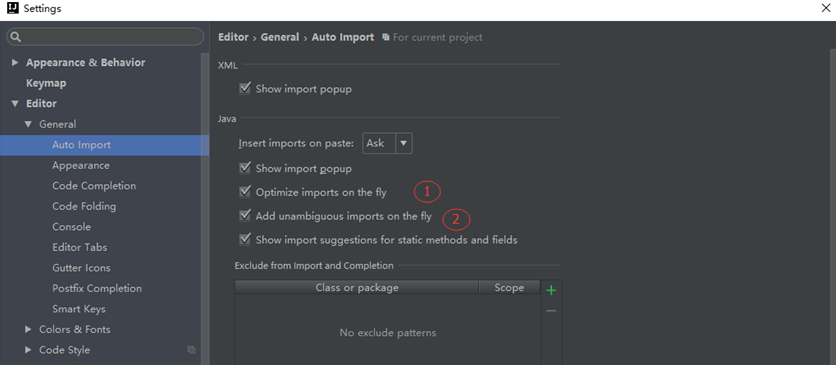 Settings
Editor › General › Auto Import For current project
Appearance & Behavior
Keymap
Editor
General
Auto Import
Appearance
Code Completion
Code Folding
Console
Editor Tabs
Gutter Icons
Postfix Completion
Smart Keys
Colors & Fonts
Code Style
XML
Show import popup
Java
Insert imports on paste: Ask
Show import popup
Optimize imports on the fly 1
Add unambiguous imports on the fly 2
Show import suggestions for static methods and fields
Exclude from Import and Completion
Class or package Scope
No exclude patterns